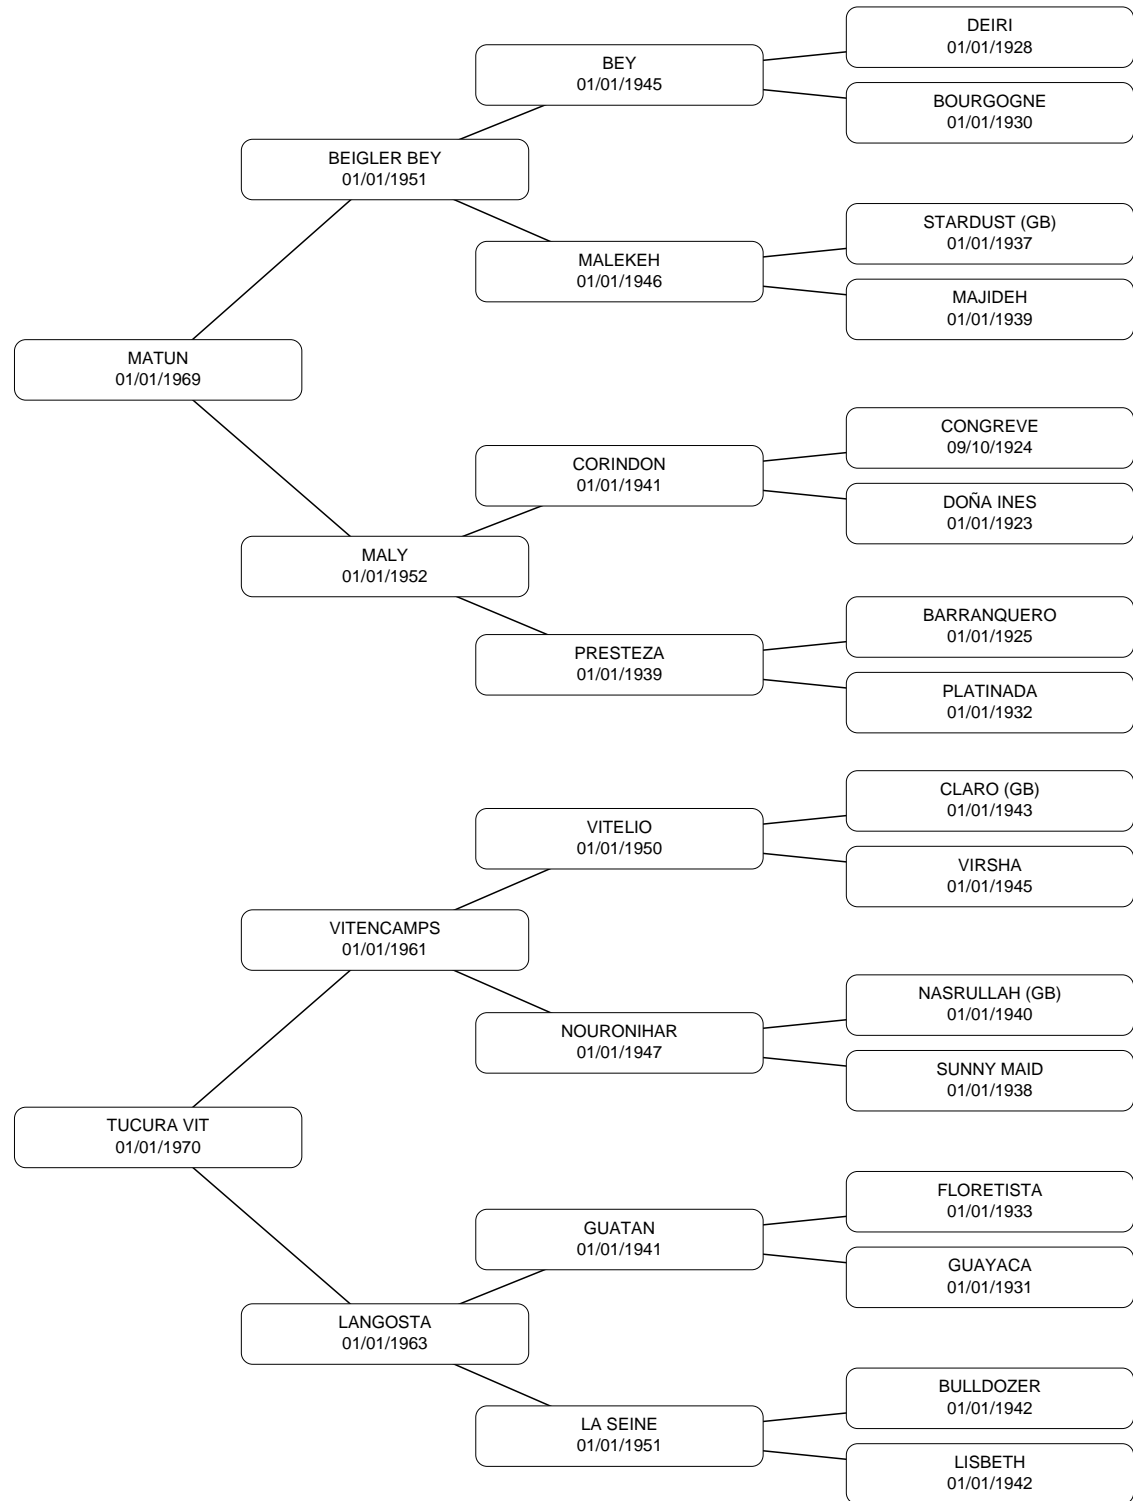 DEIRI
01/01/1928
BEY
01/01/1945
BOURGOGNE
01/01/1930
BEIGLER BEY
01/01/1951
STARDUST (GB)
01/01/1937
MALEKEH
01/01/1946
MAJIDEH
01/01/1939
MATUN
01/01/1969
CONGREVE
09/10/1924
CORINDON
01/01/1941
DOÑA INES
01/01/1923
MALY
01/01/1952
BARRANQUERO
01/01/1925
PRESTEZA
01/01/1939
PLATINADA
01/01/1932
CLARO (GB)
01/01/1943
VITELIO
01/01/1950
VIRSHA
01/01/1945
VITENCAMPS
01/01/1961
NASRULLAH (GB)
01/01/1940
NOURONIHAR
01/01/1947
SUNNY MAID
01/01/1938
TUCURA VIT
01/01/1970
FLORETISTA
01/01/1933
GUATAN
01/01/1941
GUAYACA
01/01/1931
LANGOSTA
01/01/1963
BULLDOZER
01/01/1942
LA SEINE
01/01/1951
LISBETH
01/01/1942